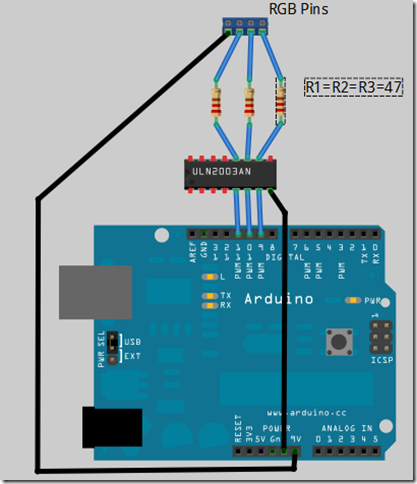 RGB Pins
R1=R2=R3=47
ULN2003AN
AREF
GND
13
12
11
10
9
8
7
6
5
4
3
2
1
0
PWM PWM PWM PWM PWM PWM
DIGITAL
TX
RX
L
TX
RX
Arduino
PWR
PWR SEL
USB
EXT
1
ICSP
www.arduino.cc
POWER
ANALOG IN
RESET
3V3
5V Gnd 9V
0 1 2 3 4 5